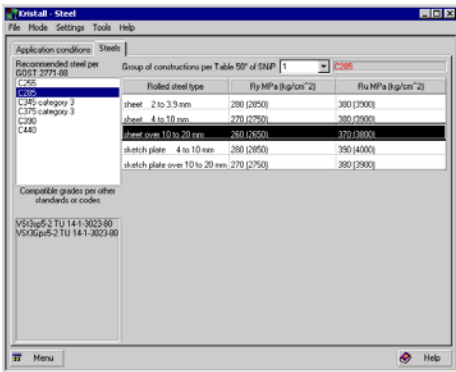 Kristall - Steel
File Mode Settings Tools Help
Application conditions Steels
Recommended steel per
GOST 2771-88
Group of constructions per Table 50* of SNiP 1 C285
C255
C285
C345 category 3
C375 category 3
C390
C440
Rolled steel type Ry MPa (kg/cm^2) Ru MPa (kg/cm^2)
sheet 2 to 3.9 mm 280 (2850) 380 (3900)
sheet 4 to 10 mm 270 (2750) 380 (3900)
sheet over 10 to 20 mm 260 (2650) 370 (3800)
sketch plate 4 to 10 mm 280 (2850) 390 (4000)
sketch plate over 10 to 20 mm 270 (2750) 380 (3900)
Compatible grades per other
standards or codes
VSt3sp5-2 TU 14-1-3023-80
VSt3Gps5-2 TU 14-1-3023-80
Menu Help